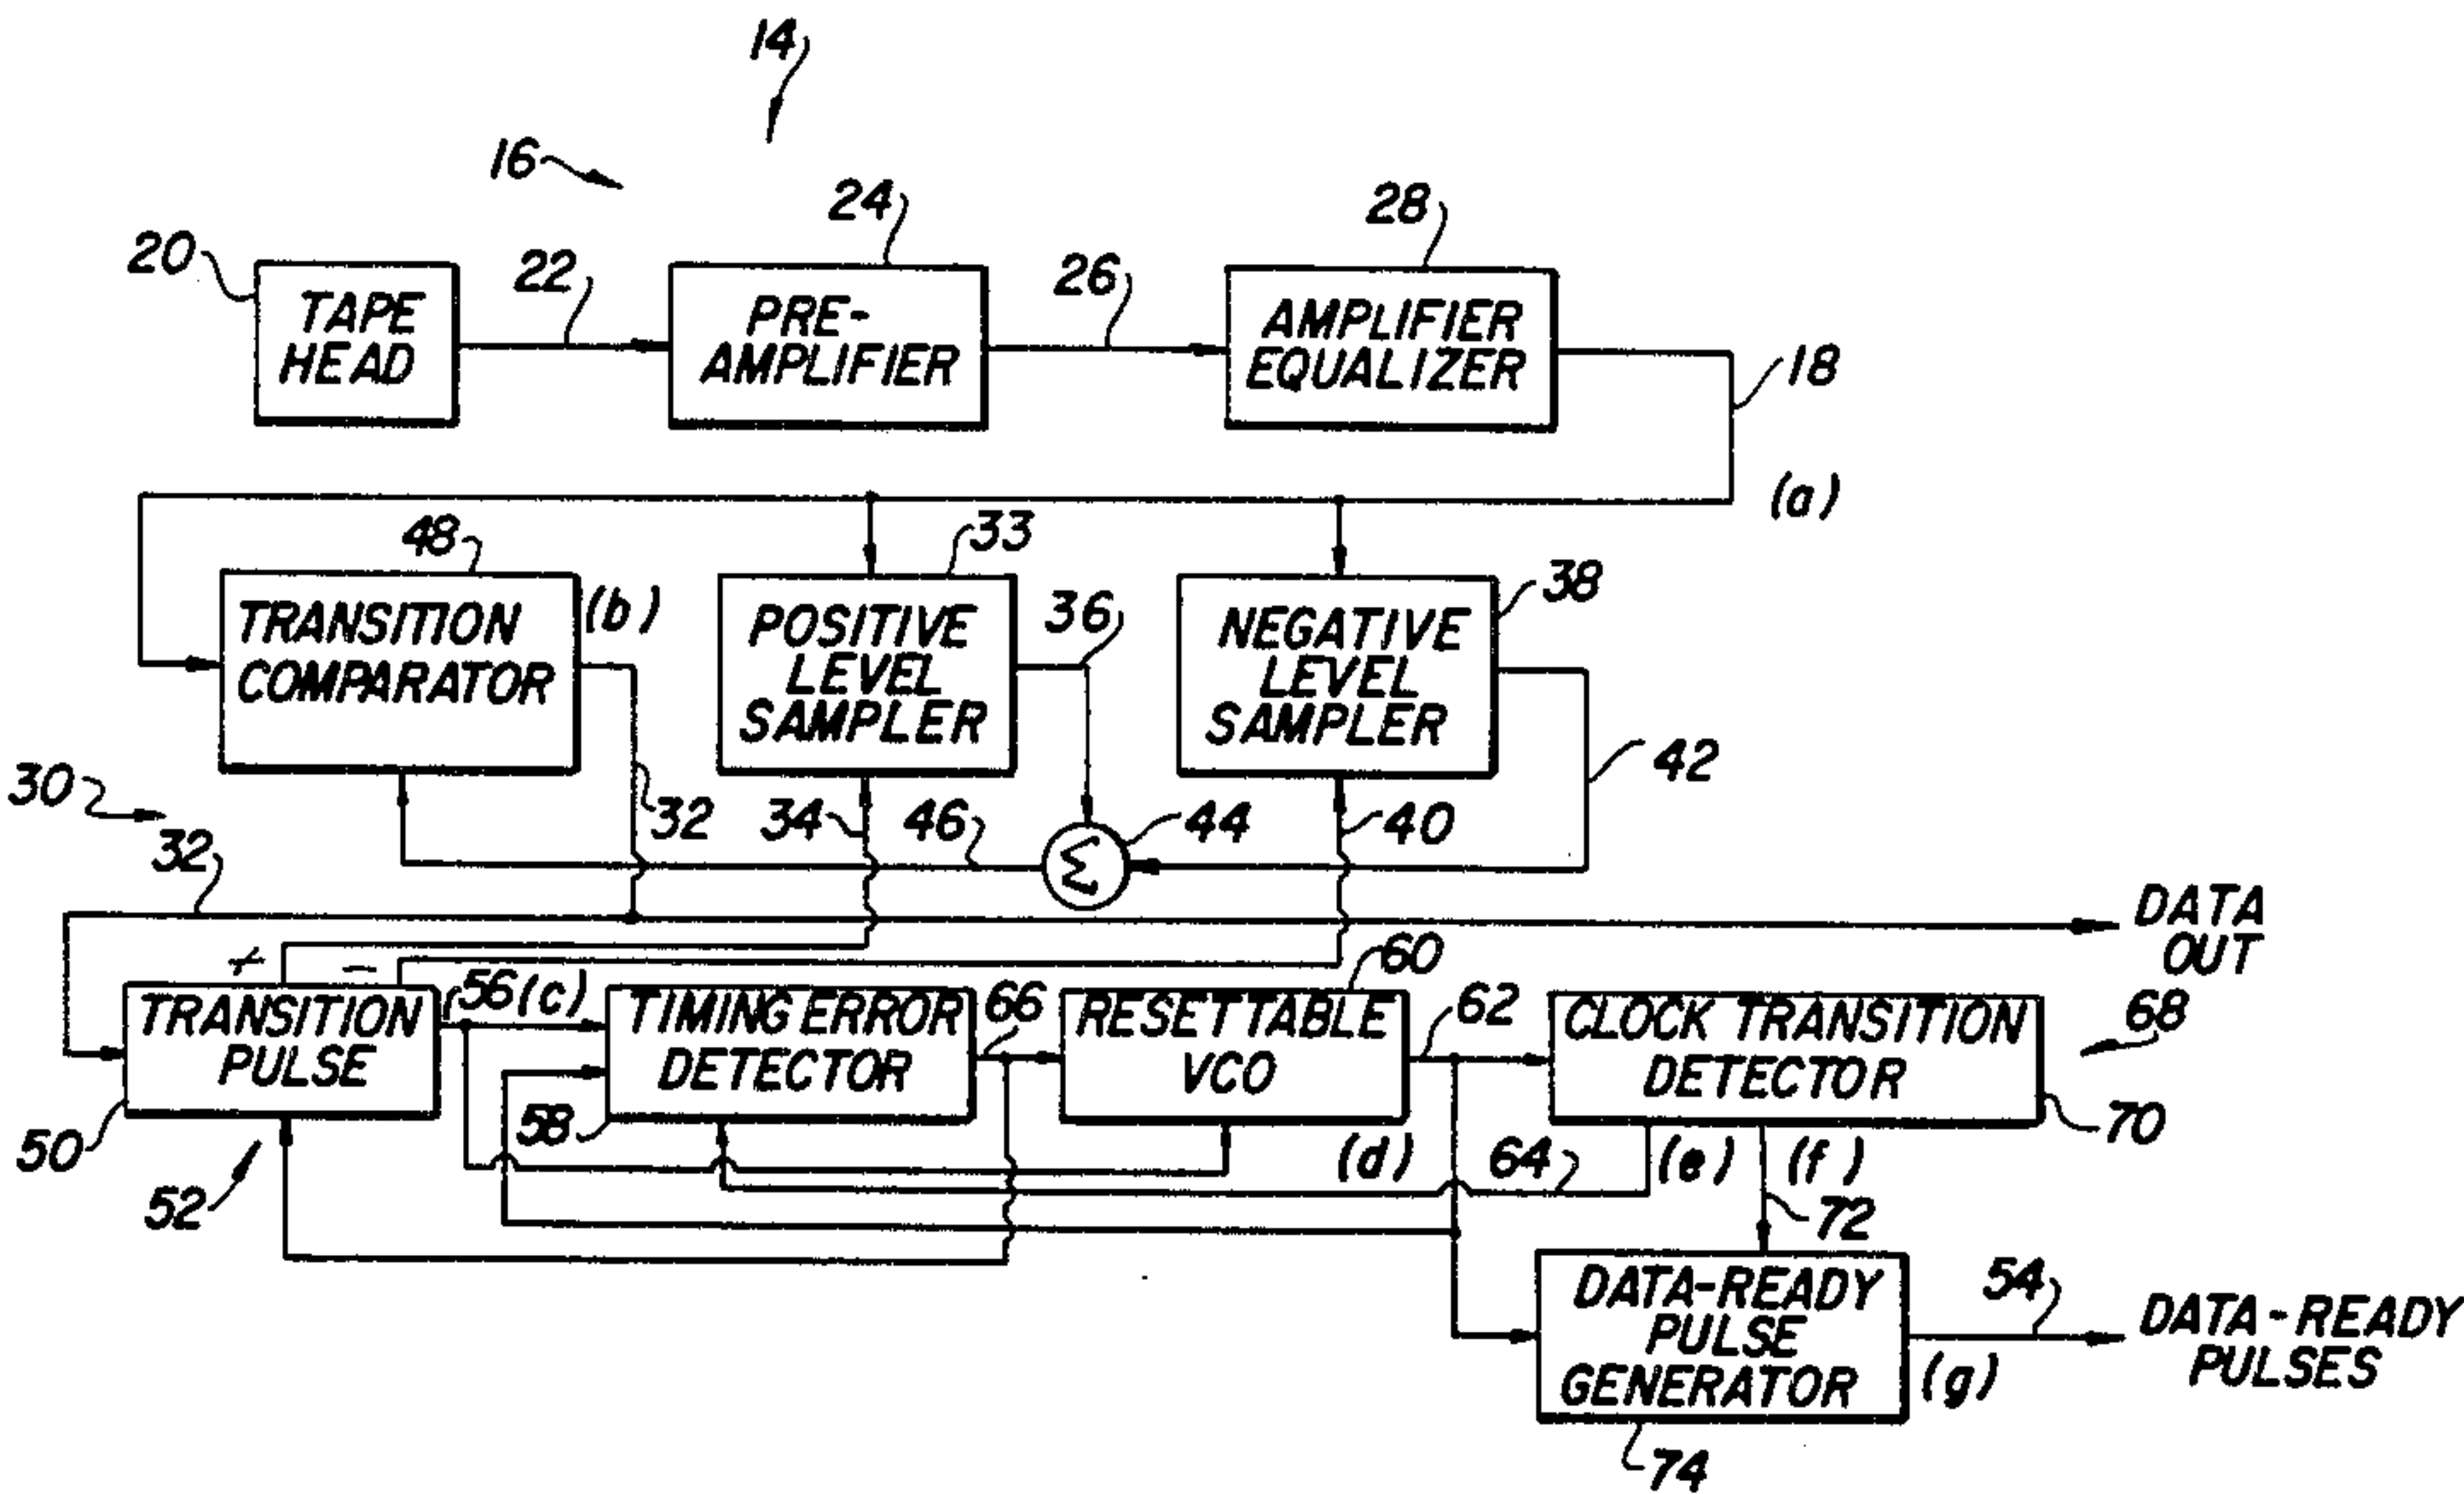 14
16
24
28
20
22
26
TAPE
HEAD
PRE-
AMPLIFIER
AMPLIFIER
EQUALIZER
18
(a)
48
33
38
(b)
36
TRANSITION
COMPARATOR
POSITIVE
LEVEL
SAMPLER
NEGATIVE
LEVEL
SAMPLER
42
30
32
34
46
44
40
32
Σ
DATA
OUT
+
-
60
56(c)
66
62
68
TRANSITION
PULSE
TIMING ERROR
DETECTOR
RESETTABLE
VCO
CLOCK TRANSITION
DETECTOR
50
58
70
52
(d)
64
(e)
(f)
72
DATA-READY
PULSE
GENERATOR
54
DATA-READY
PULSES
(g)
74